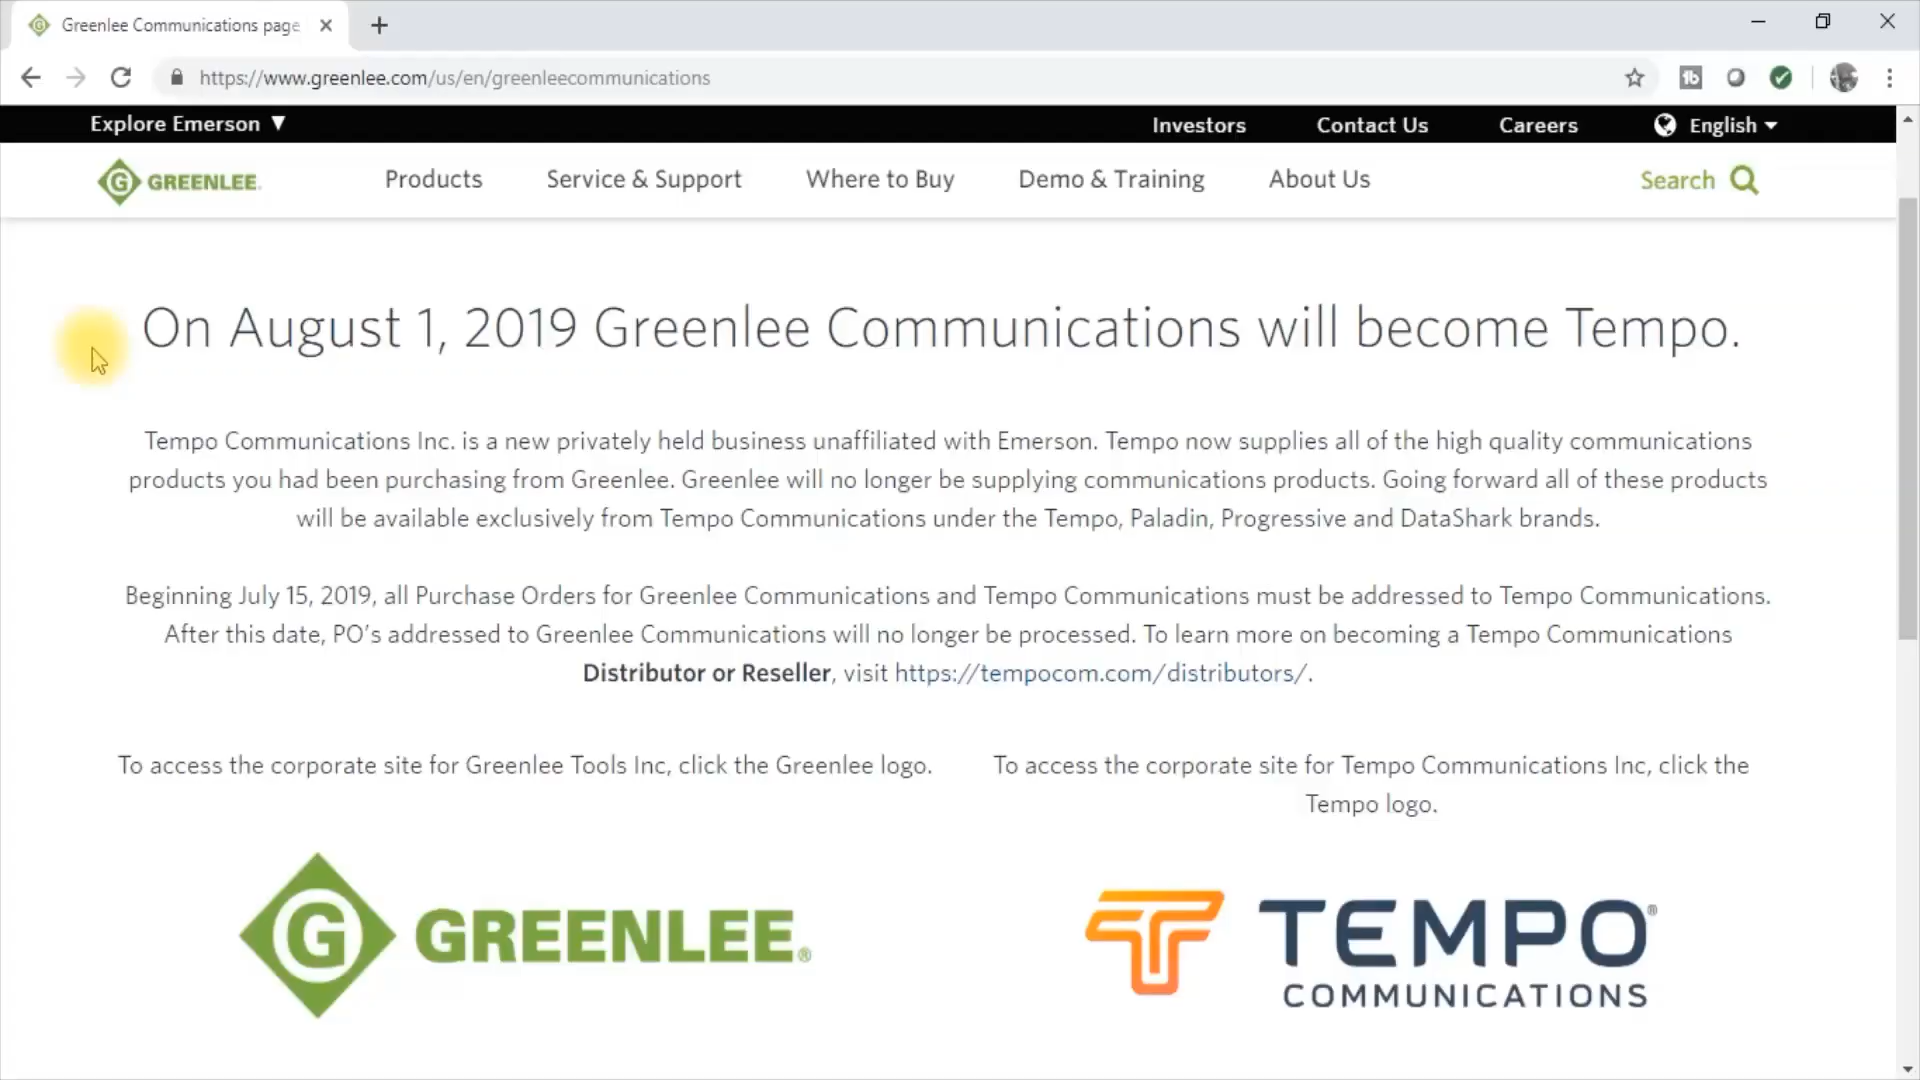 Greenlee Communications page
https://www.greenlee.com/us/en/greenleecommunications
Explore Emerson ▼
Investors
Contact Us
Careers
English
GREENLEE.
Products
Service & Support
Where to Buy
Demo & Training
About Us
Search
On August 1, 2019 Greenlee Communications will become Tempo.
Tempo Communications Inc. is a new privately held business unaffiliated with Emerson. Tempo now supplies all of the high quality communications
products you had been purchasing from Greenlee. Greenlee will no longer be supplying communications products. Going forward all of these products
will be available exclusively from Tempo Communications under the Tempo, Paladin, Progressive and DataShark brands.
Beginning July 15, 2019, all Purchase Orders for Greenlee Communications and Tempo Communications must be addressed to Tempo Communications.
After this date, PO's addressed to Greenlee Communications will no longer be processed. To learn more on becoming a Tempo Communications
Distributor or Reseller, visit https://tempocom.com/distributors/.
To access the corporate site for Greenlee Tools Inc, click the Greenlee logo.
To access the corporate site for Tempo Communications Inc, click the
Tempo logo.
G GREENLEE®
TEMPO®
COMMUNICATIONS